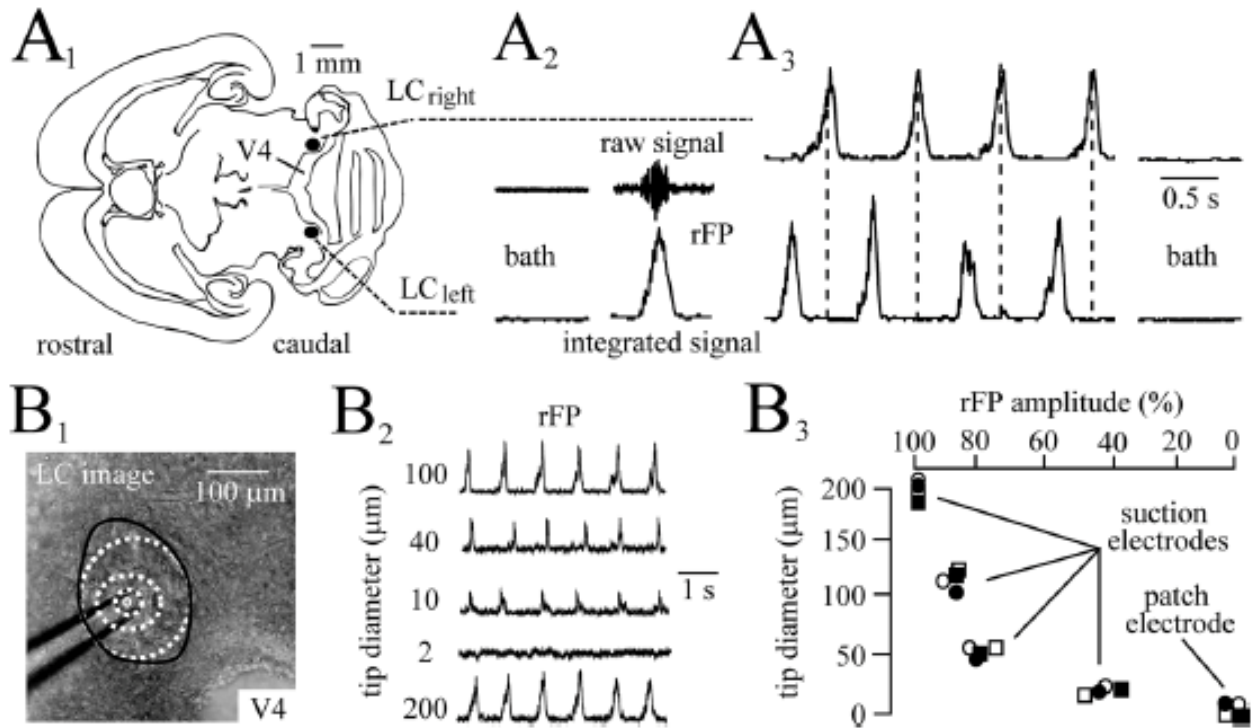 A1
1 mm
LCright
V4
LCleft
rostral
caudal
A2
raw signal
rFP
bath
integrated signal
A3
0.5 s
bath
B1
LC image
100 µm
V4
B2
rFP
tip diameter (µm)
100
40
10
2
200
1 s
B3
rFP amplitude (%)
100 80 60 40 20 0
tip diameter (µm)
200
150
100
50
0
suction
electrodes
patch
electrode